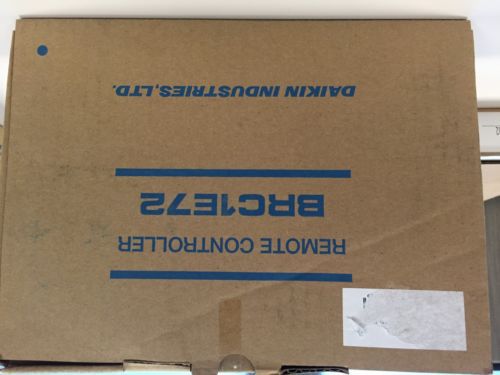 REMOTE CONTROLLER
BRC1E72
DAIKIN INDUSTRIES, LTD.